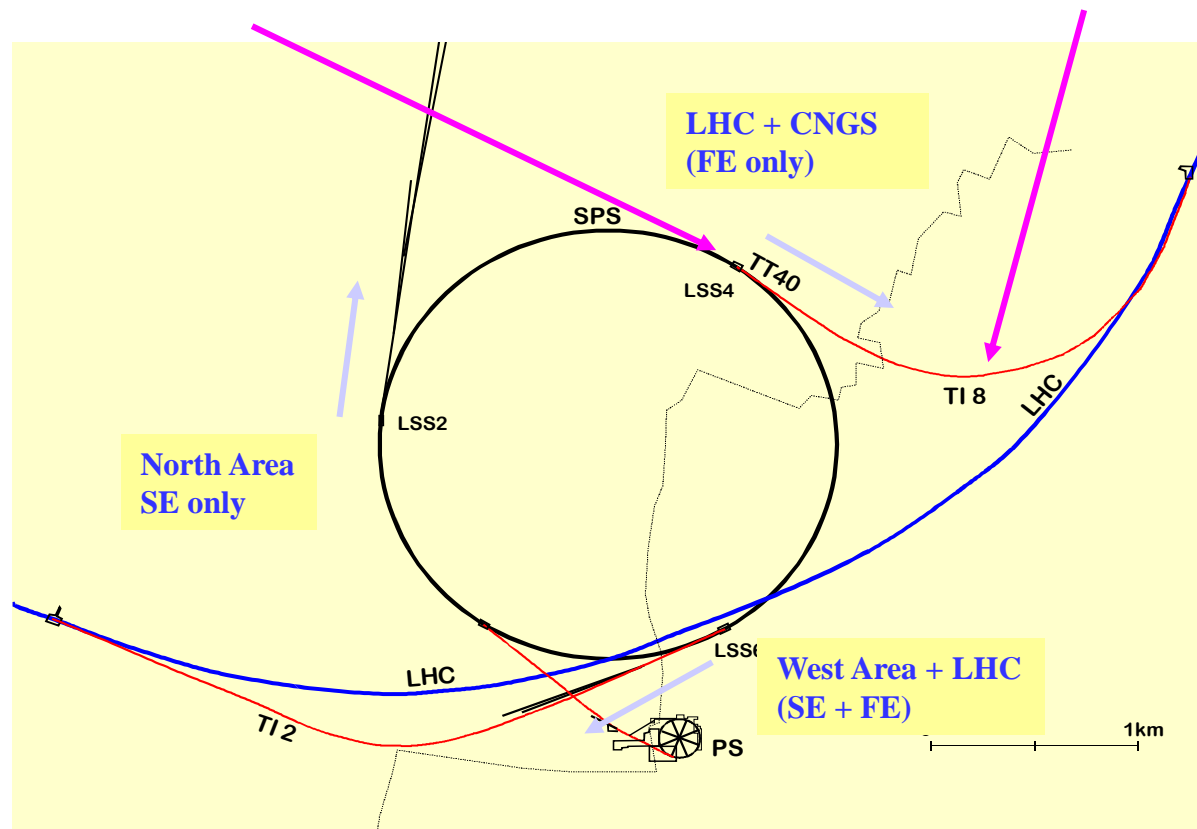 LHC + CNGS
(FE only)
SPS
TT40
LSS4
TI 8
LHC
LSS2
North Area
SE only
LSS6
West Area + LHC
(SE + FE)
LHC
TI 2
PS
1km